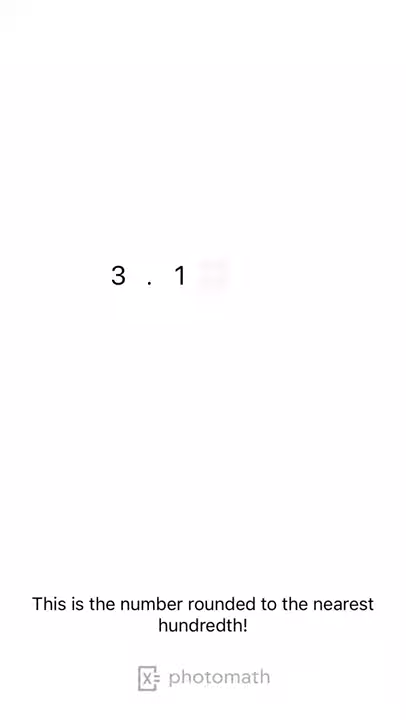 3 . 1
This is the number rounded to the nearest
hundredth!
photomath